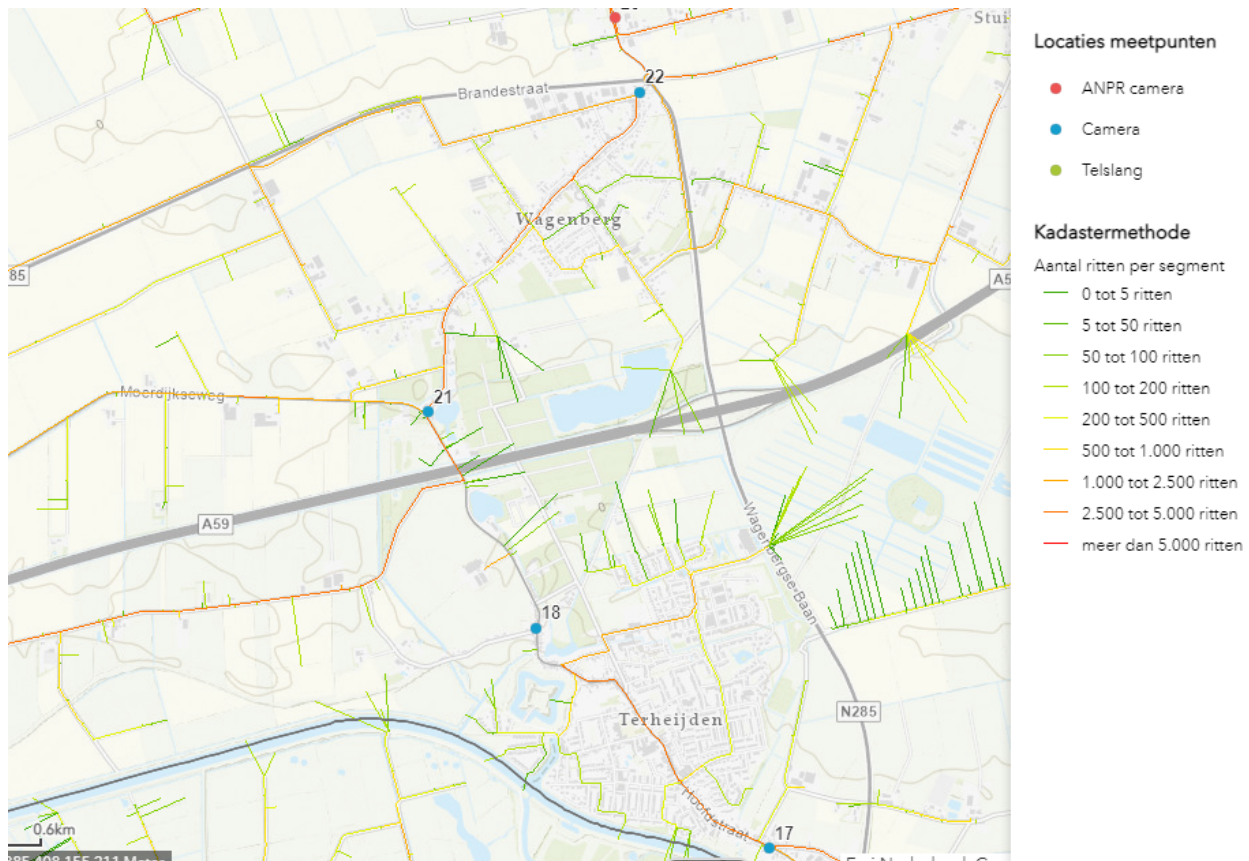 Stui
22
Brandestraat
0
Wagenberg
85
A5
Moerdijkseweg
21
A59
0
Wagenbergse-Baan
18
Terheijden
N285
Hoofdstraat
17
0.6km
Locaties meetpunten
ANPR camera
Camera
Telslang
Kadastermethode
Aantal ritten per segment
0 tot 5 ritten
5 tot 50 ritten
50 tot 100 ritten
100 tot 200 ritten
200 tot 500 ritten
500 tot 1.000 ritten
1.000 tot 2.500 ritten
2.500 tot 5.000 ritten
meer dan 5.000 ritten